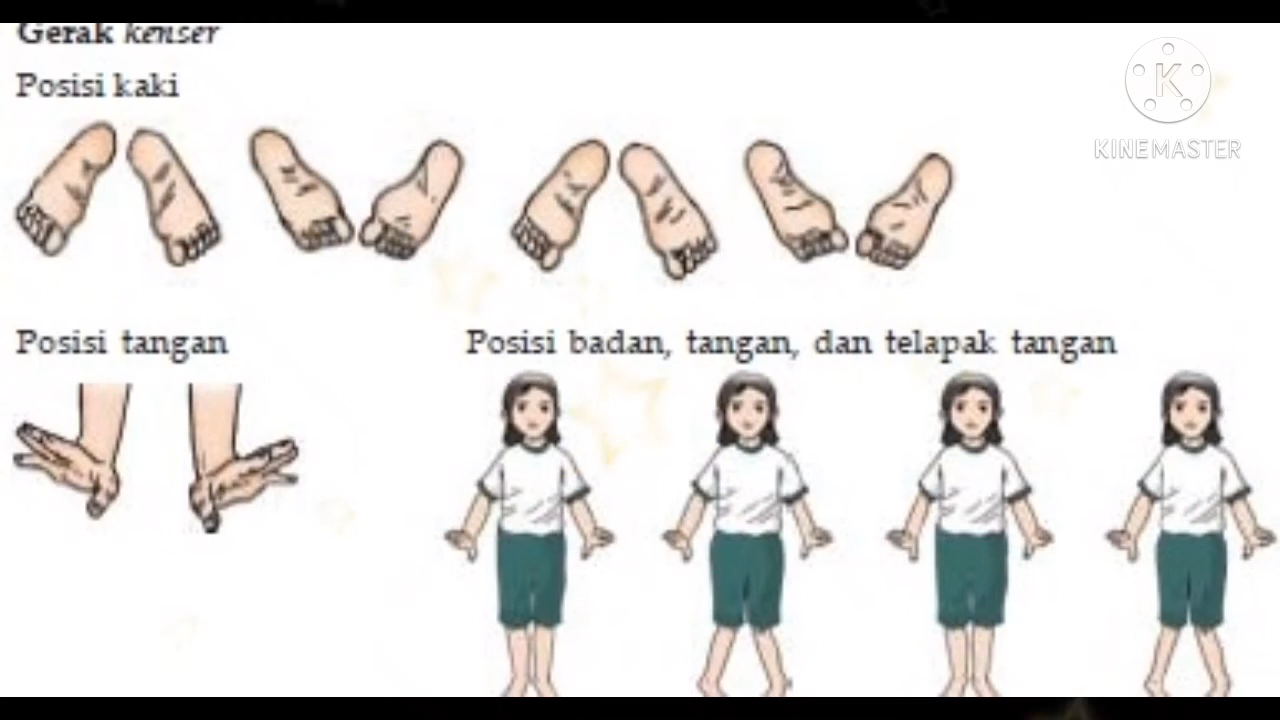 Gerak kenser
Posisi kaki
K
KINEMASTER
Posisi tangan
Posisi badan, tangan, dan telapak tangan